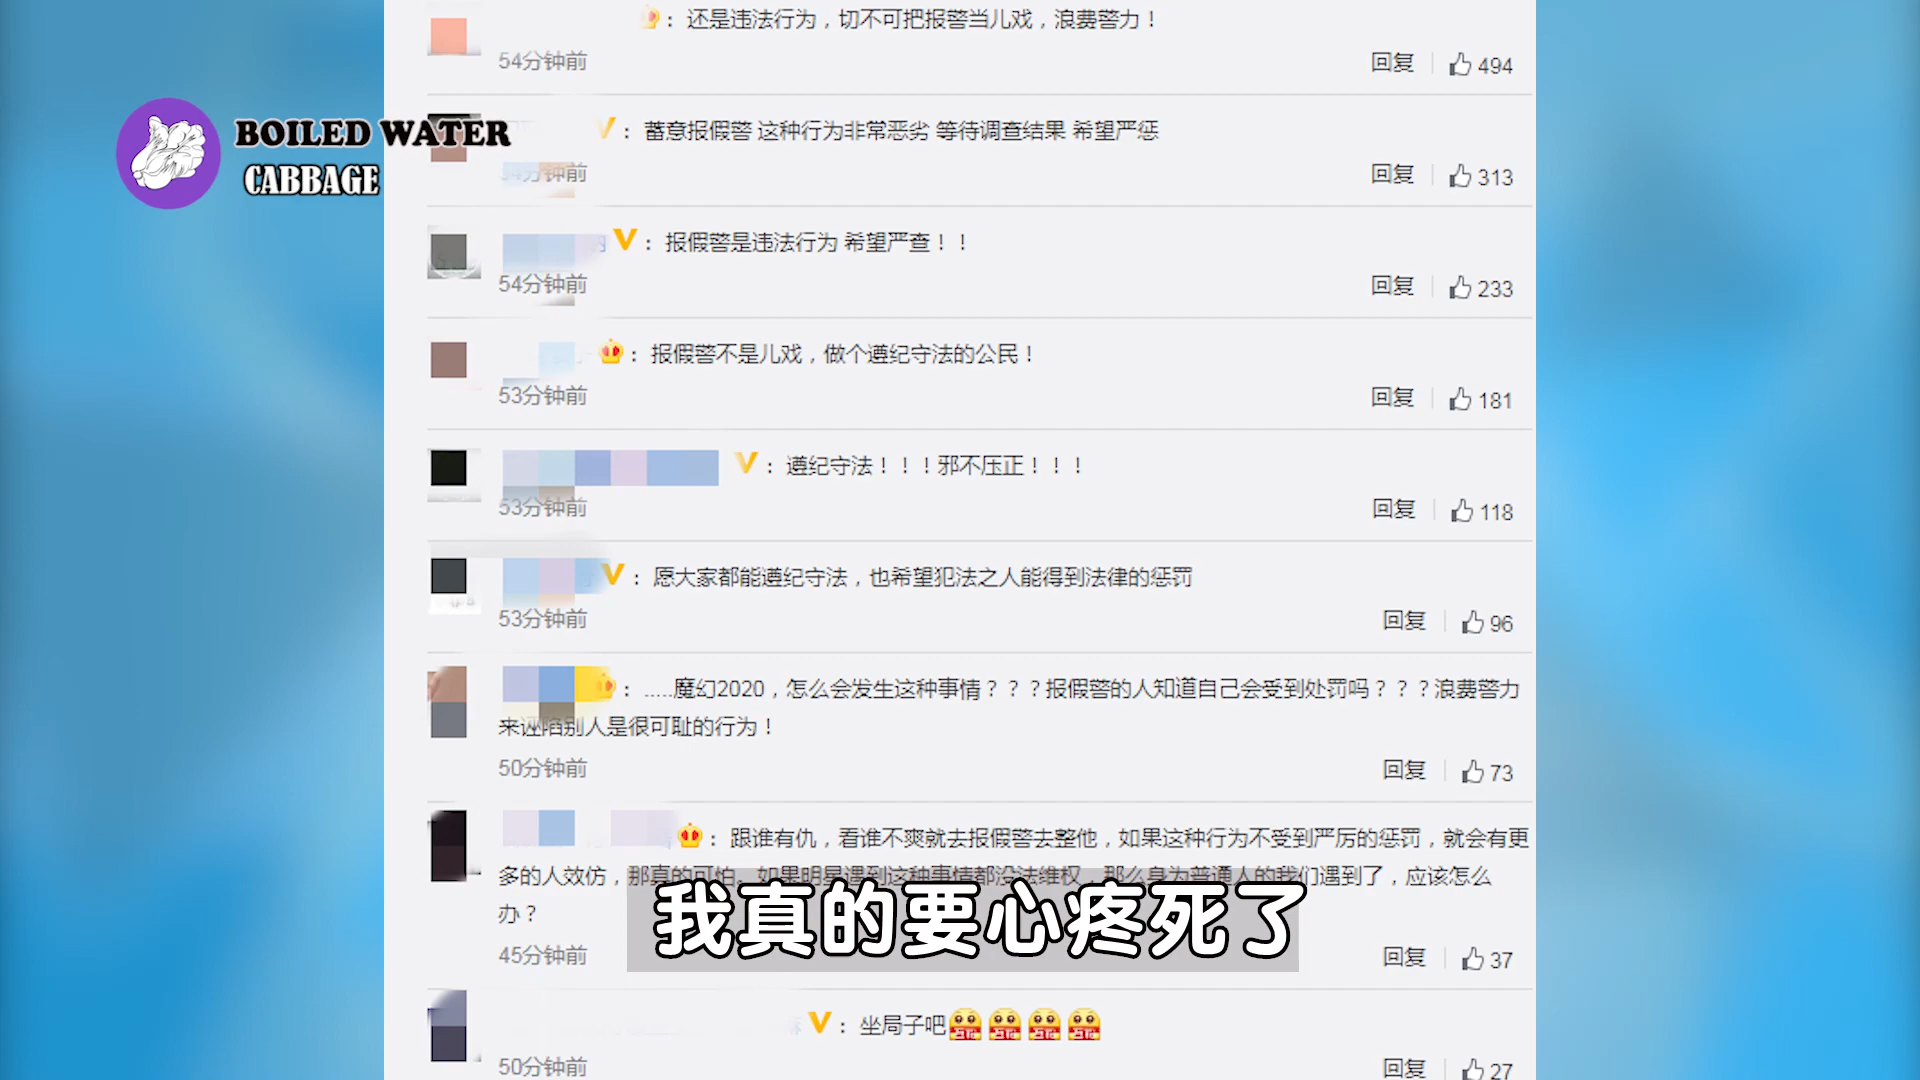 ：还是违法行为，切不可把报警当儿戏，浪费警力！
54分钟前
回复 494
BOILED WATER
CABBAGE
：蓄意报假警 这种行为非常恶劣 等待调查结果 希望严惩
54分钟前
回复 313
：报假警是违法行为 希望严查！！
54分钟前
回复 233
：报假警不是儿戏，做个遵纪守法的公民！
53分钟前
回复 181
：遵纪守法！！！邪不压正！！！
53分钟前
回复 118
：愿大家都能遵纪守法，也希望犯法之人能得到法律的惩罚
53分钟前
回复 96
：.....魔幻2020，怎么会发生这种事情？？？报假警的人知道自己会受到处罚吗？？？浪费警力
来诬陷别人是很可耻的行为！
50分钟前
回复 73
：跟谁有仇，看谁不爽就去报假警去整他，如果这种行为不受到严厉的惩罚，就会有更
多的人效仿，那真的可怕。如果明星遇到这种事情都没法维权，那么身为普通人的我们遇到了，应该怎么
办？
我真的要心疼死了
45分钟前
回复 37
：坐局子吧
50分钟前
回复 27